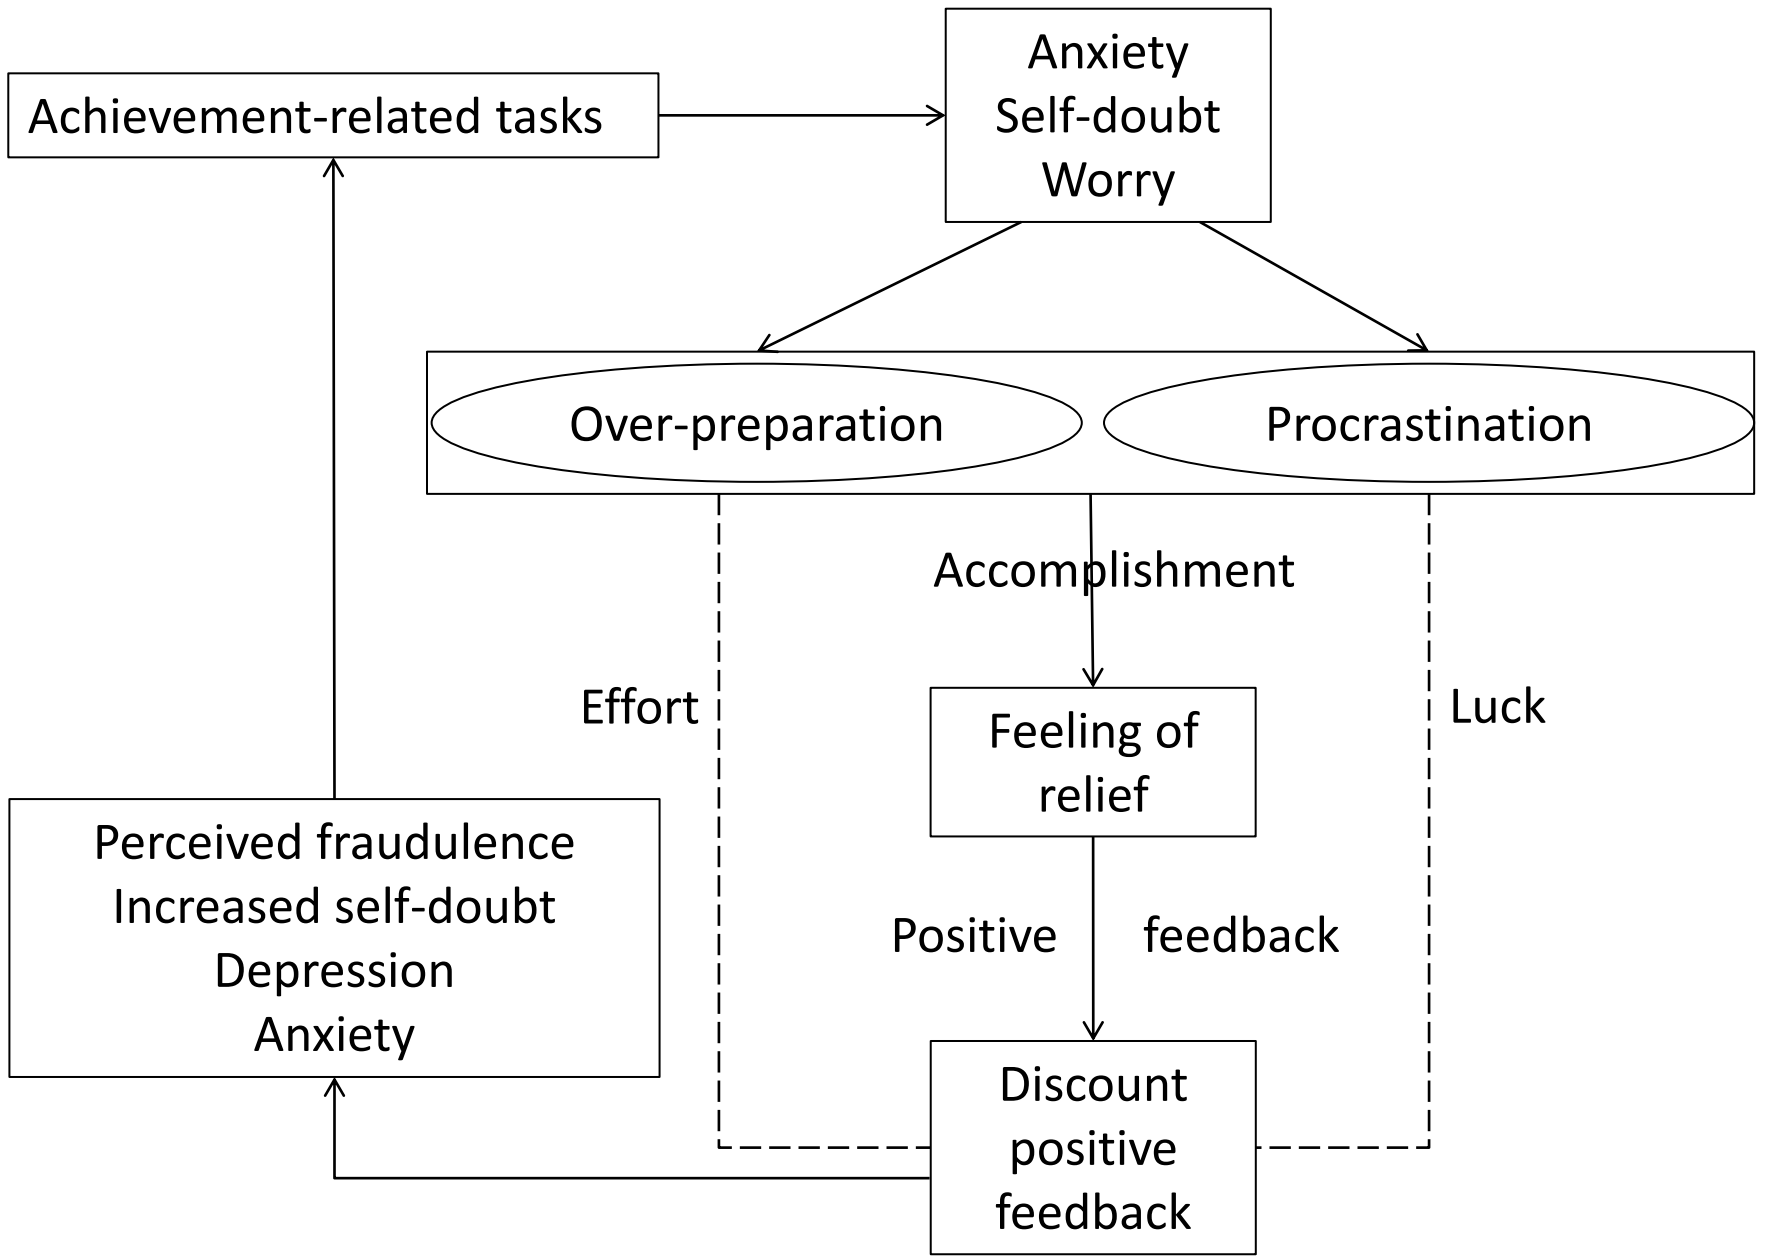 Anxiety
Self-doubt
Worry
Achievement-related tasks
Over-preparation
Procrastination
Accomplishment
Effort
Luck
Feeling of
relief
Perceived fraudulence
Increased self-doubt
Depression
Anxiety
Positive feedback
Discount
positive
feedback